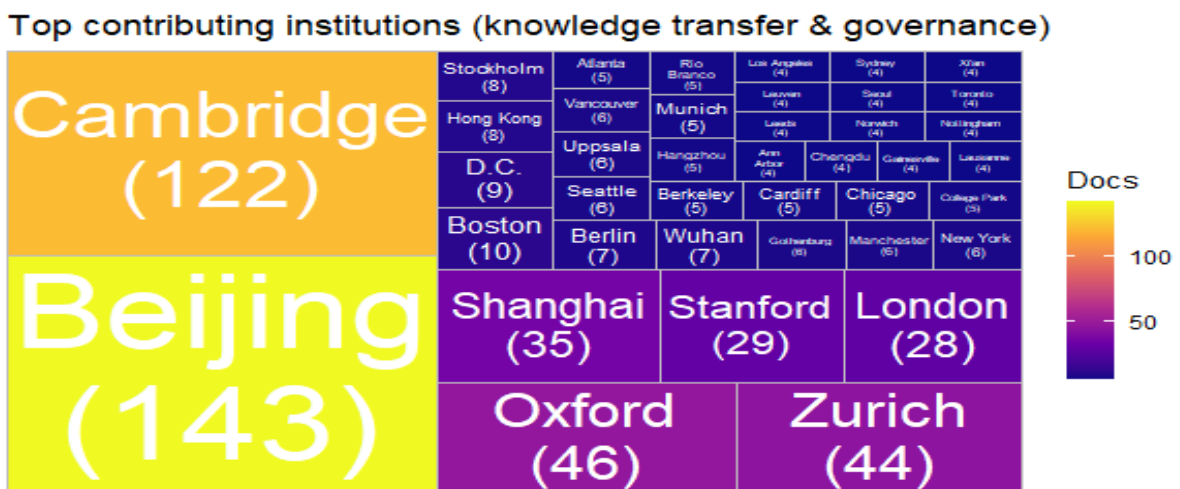 Top contributing institutions (knowledge transfer & governance)
Cambridge
(122)
Beijing
(143)
Stockholm
(8)
Hong Kong
(8)
D.C.
(9)
Boston
(10)
Atlanta
(5)
Vancouver
(6)
Uppsala
(6)
Seattle
(6)
Berlin
(7)
Rio
Branco
(5)
Munich
(5)
Hangzhou
(5)
Berkeley
(5)
Wuhan
(7)
Los Angeles
(4)
Sydney
(4)
Xi'an
(4)
Leuven
(4)
Seoul
(4)
Toronto
(4)
Leeds
(4)
Norwich
(4)
Nottingham
(4)
Ann
Arbor
(4)
Chengdu
(4)
Gainesville
(4)
Lausanne
(4)
Cardiff
(5)
Chicago
(5)
College Park
(5)
Gothenburg
(6)
Manchester
(6)
New York
(6)
Shanghai
(35)
Stanford
(29)
London
(28)
Oxford
(46)
Zurich
(44)
Docs
100
50